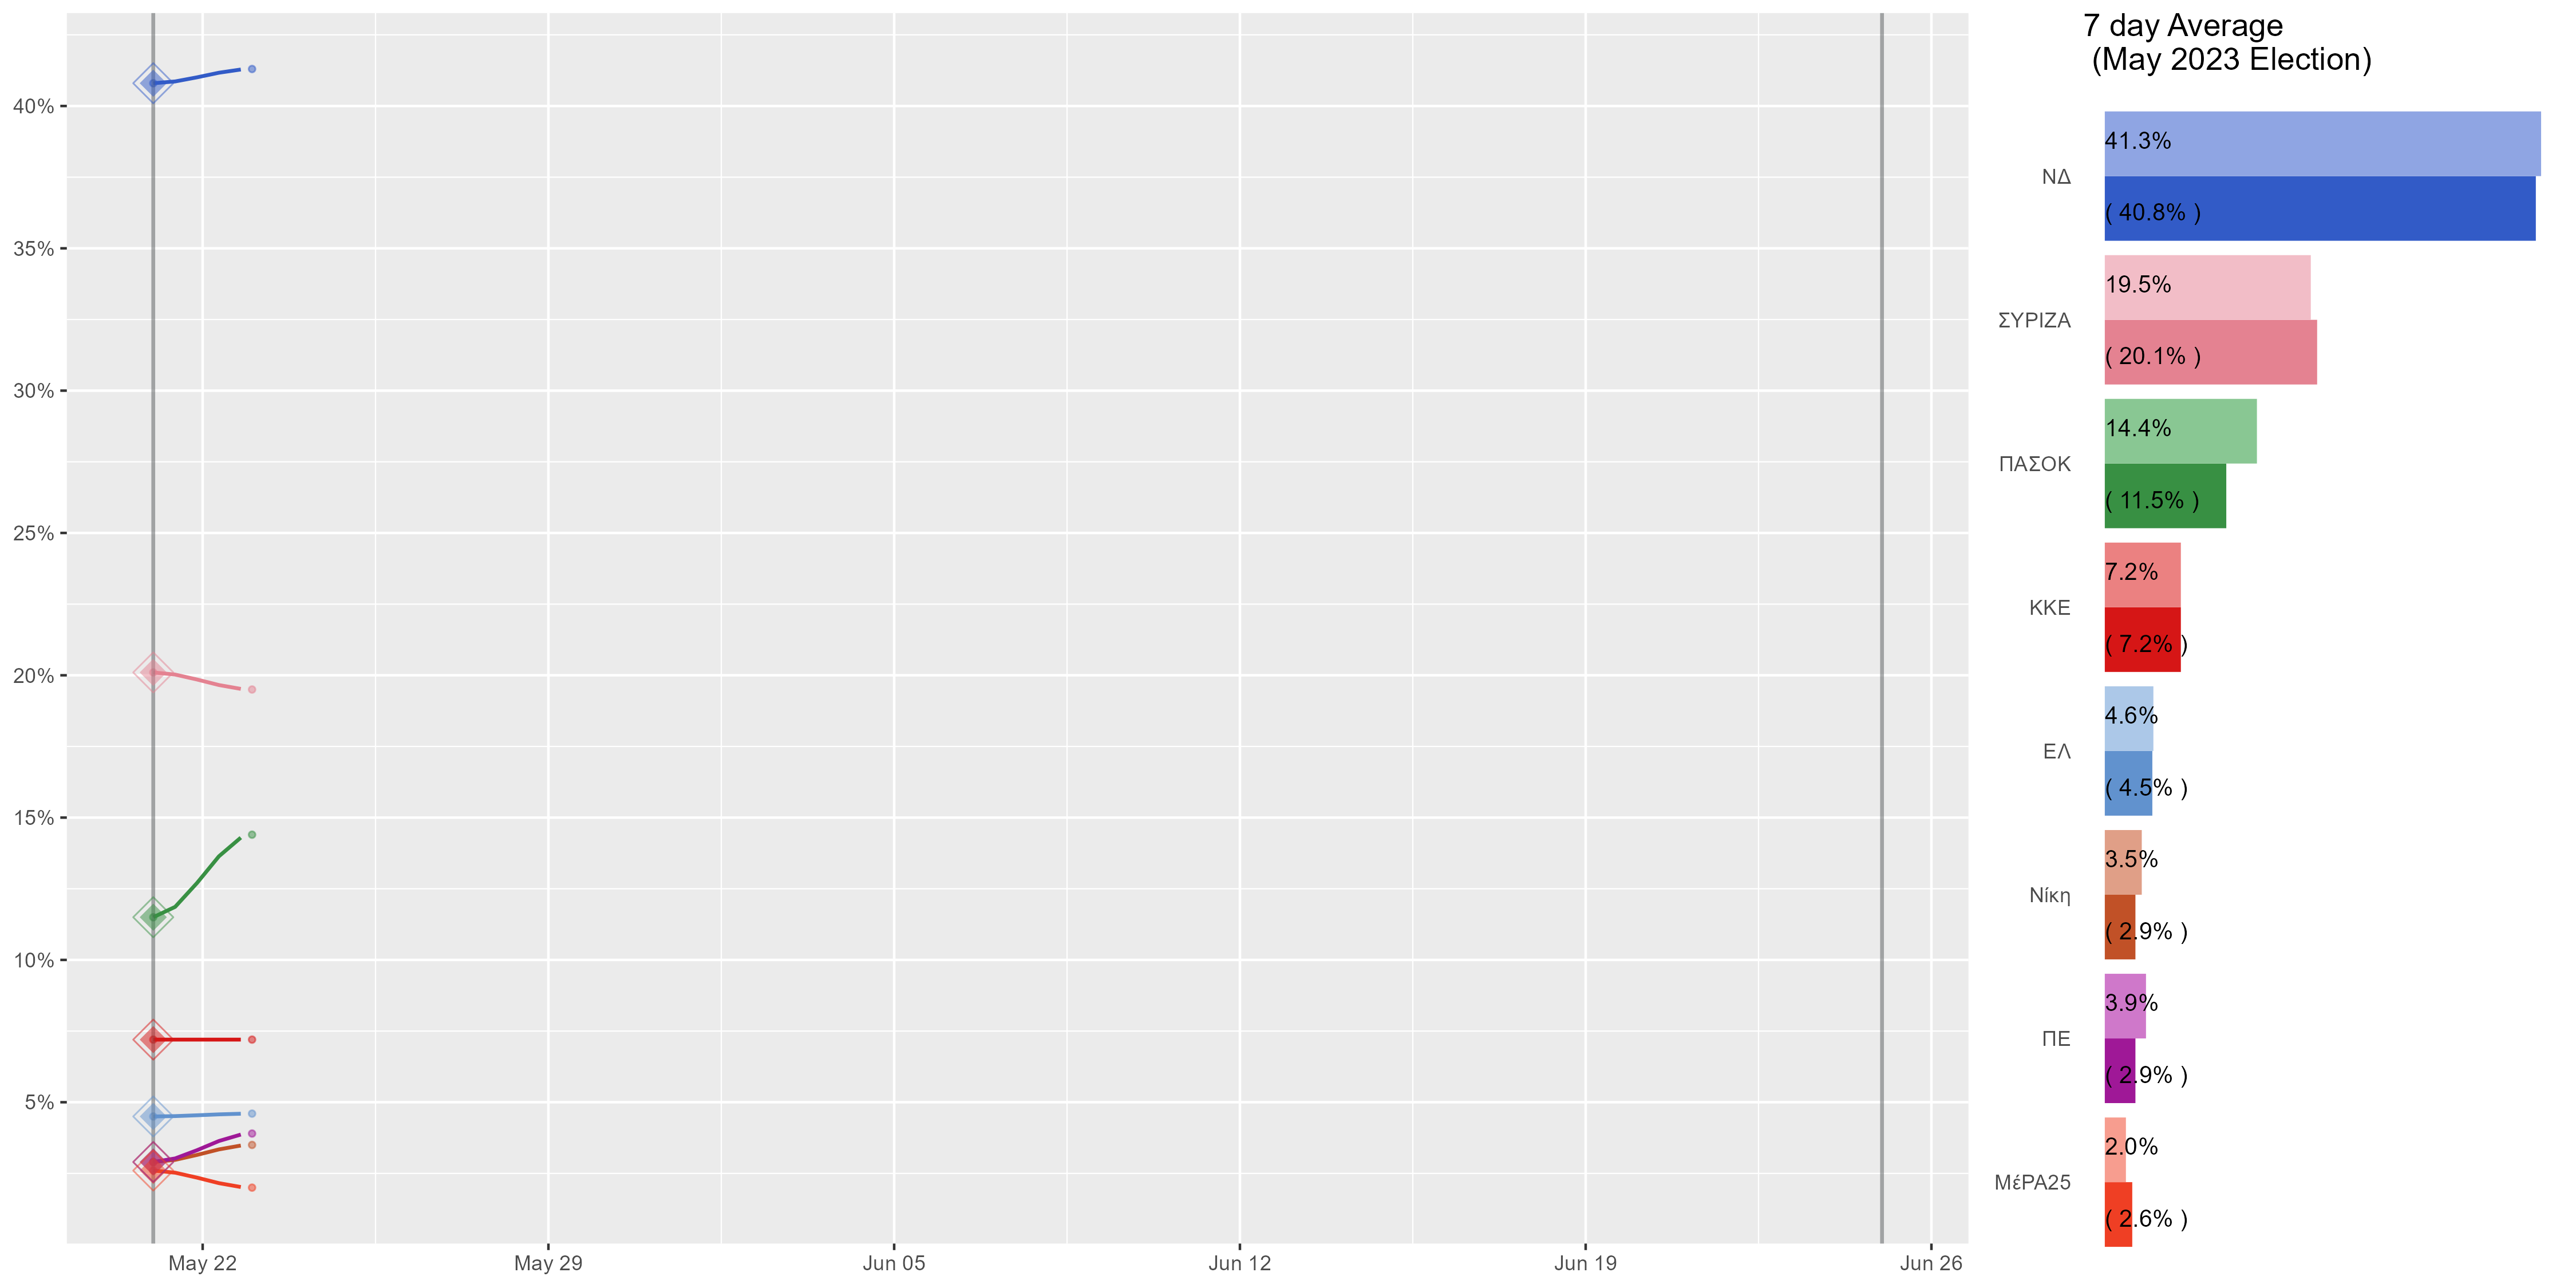 40%
35%
30%
25%
20%
15%
10%
5%
May 22
May 29
Jun 05
Jun 12
Jun 19
Jun 26
7 day Average
(May 2023 Election)
ΝΔ
41.3%
( 40.8% )
ΣΥΡΙΖΑ
19.5%
( 20.1% )
ΠΑΣΟΚ
14.4%
( 11.5% )
ΚΚΕ
7.2%
( 7.2% )
ΕΛ
4.6%
( 4.5% )
Νίκη
3.5%
( 2.9% )
ΠΕ
3.9%
( 2.9% )
ΜέΡΑ25
2.0%
( 2.6% )